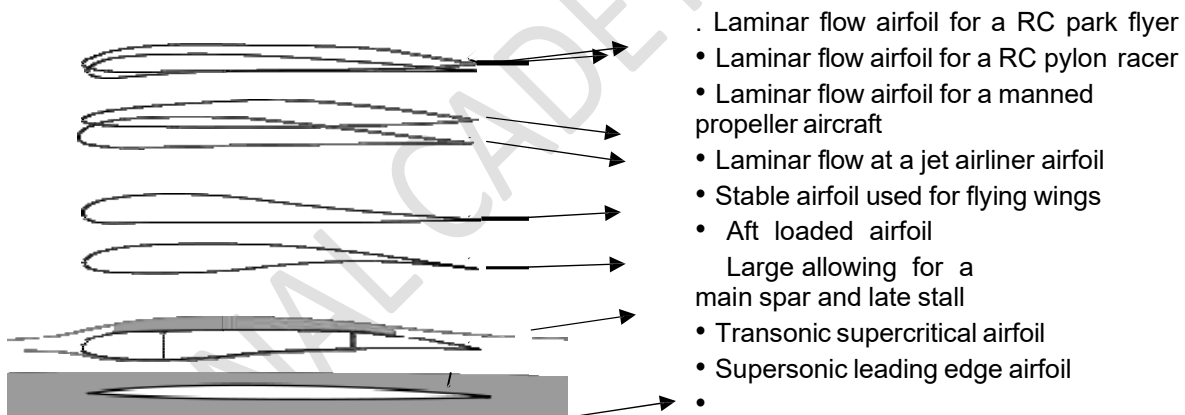 . Laminar flow airfoil for a RC park flyer
• Laminar flow airfoil for a RC pylon racer
• Laminar flow airfoil for a manned
propeller aircraft
• Laminar flow at a jet airliner airfoil
• Stable airfoil used for flying wings
• Aft loaded airfoil
Large allowing for a
main spar and late stall
• Transonic supercritical airfoil
• Supersonic leading edge airfoil
•